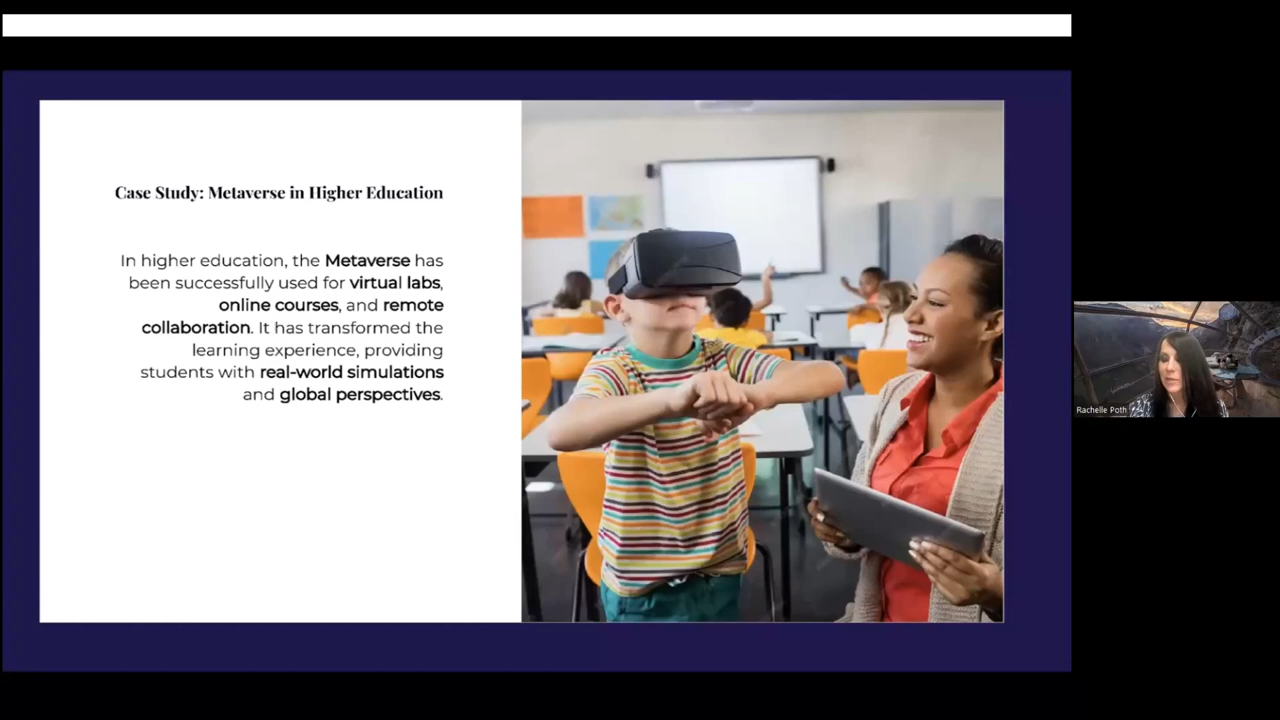 Case Study: Metaverse in Higher Education
In higher education, the Metaverse has
been successfully used for virtual labs,
online courses, and remote
collaboration. It has transformed the
learning experience, providing
students with real-world simulations
and global perspectives.
Rachelle Poth